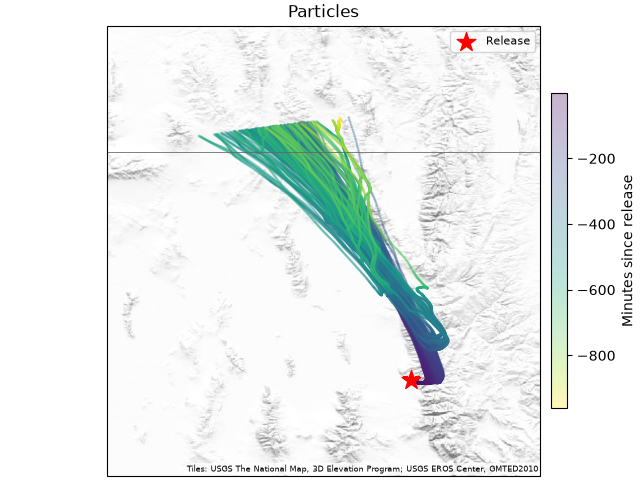 Particles
Release
−200
−400
−600
−800
Minutes since release
Tiles: USGS The National Map, 3D Elevation Program; USGS EROS Center, GMTED2010